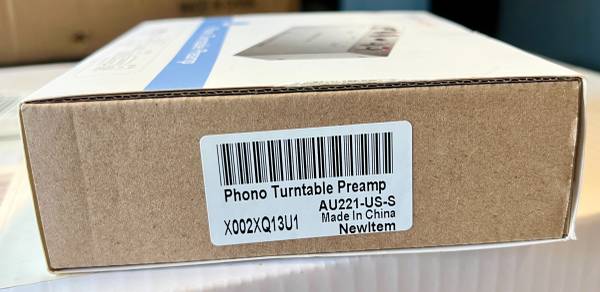 Phono Turntable Preamp
AU221-US-S
Made In China
X002XQ13U1
NewItem